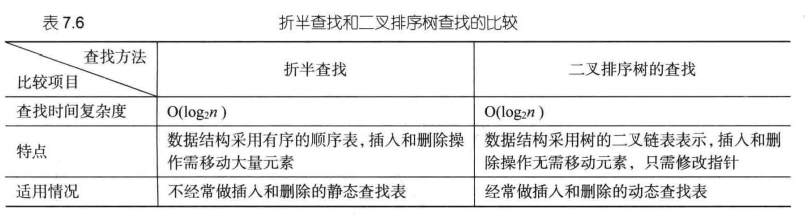 表 7.6 折半查找和二叉排序树查找的比较
查找方法
比较项目
折半查找
二叉排序树的查找
查找时间复杂度
O(log₂n)
O(log₂n)
特点
数据结构采用有序的顺序表，插入和删除操
作需移动大量元素
数据结构采用树的二叉链表表示，插入和删
除操作无需移动元素，只需修改指针
适用情况
不经常做插入和删除的静态查找表
经常做插入和删除的动态查找表